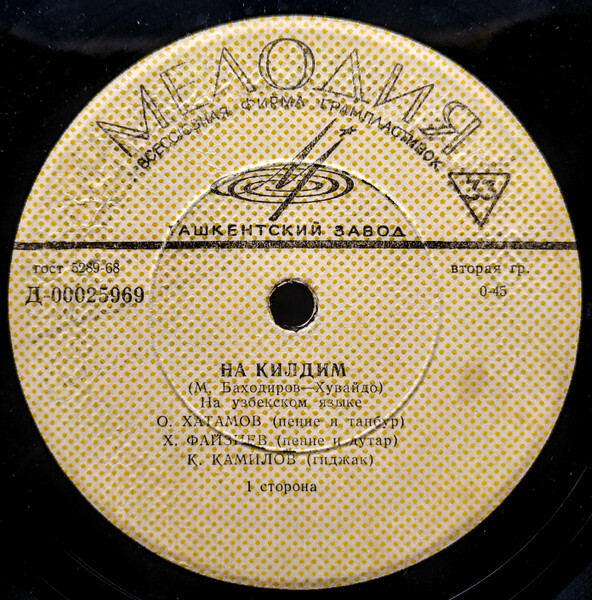 МЕЛОДИЯ
ВСЕСОЮЗНАЯ ФИРМА ГРАМПЛАСТИНОК
ТАШКЕНТСКИЙ ЗАВОД
гост 5289-68
вторая гр.
Д-00025969
0-45
НА КИЛДИМ
(М. Баходиров—Хувайдо)
На узбекском языке
О. ХАТАМОВ (пение и танбур)
Х. ФАЙЗИЕВ (пение и дутар)
К. КАМИЛОВ (гиджак)
1 сторона